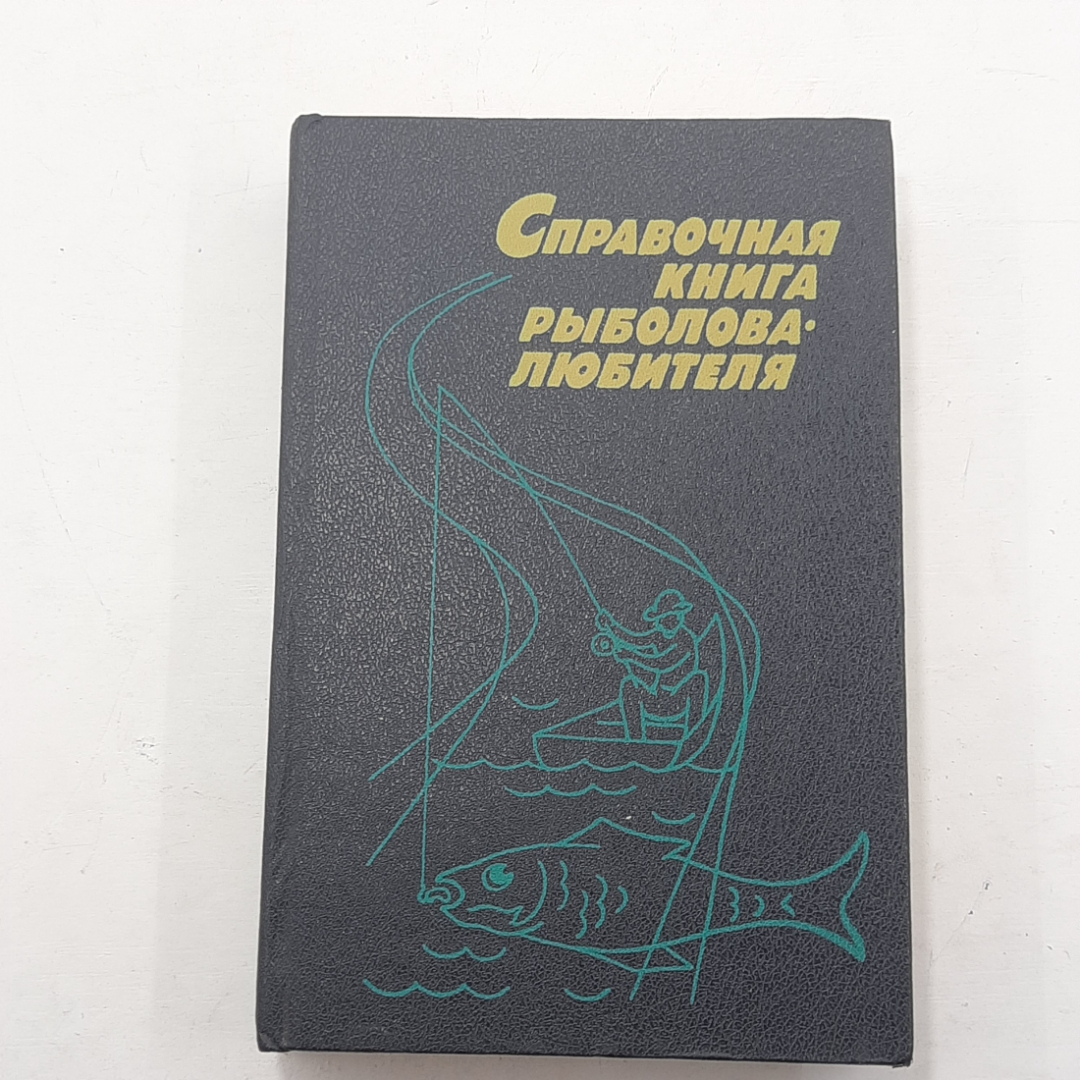 Справочная
книга
рыболова-
любителя